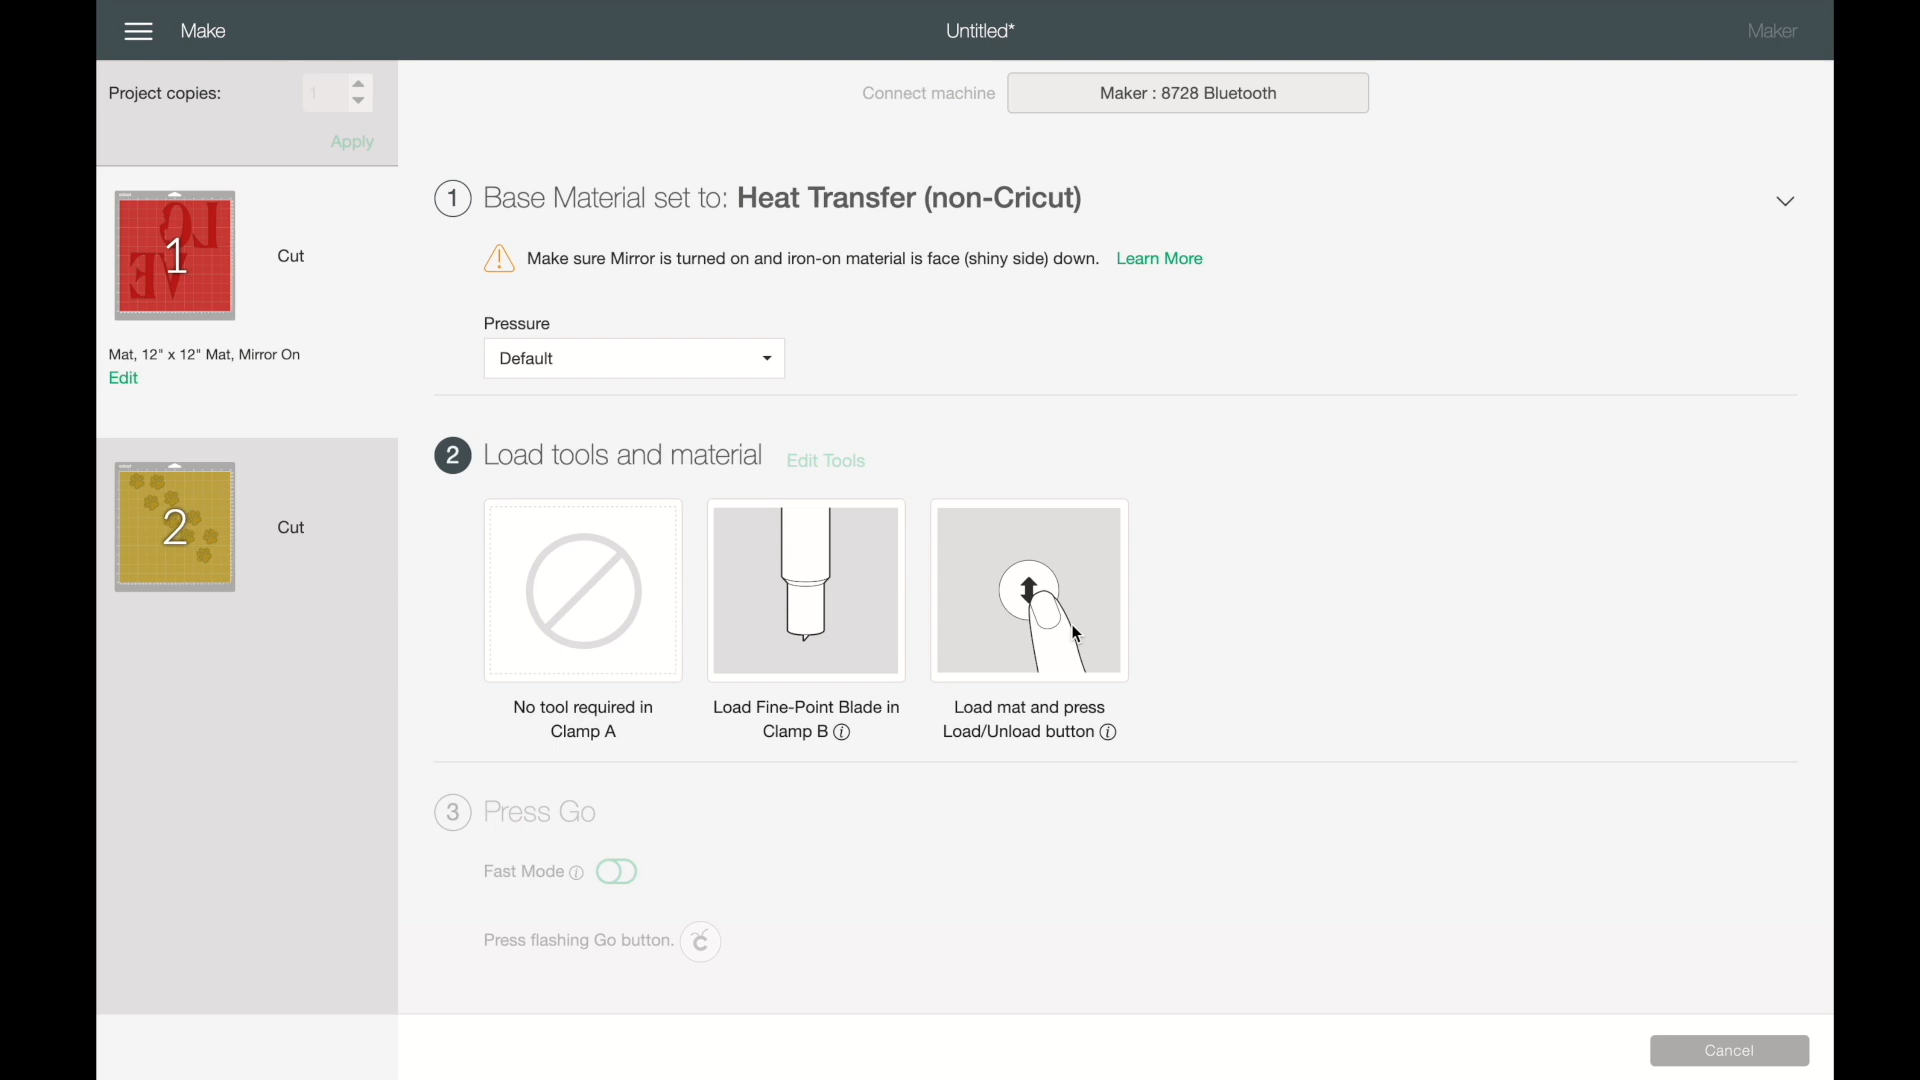 Make
Untitled*
Maker
Project copies:
1
Apply
Connect machine
Maker : 8728 Bluetooth
1
Cut
LO
VE
Mat, 12" x 12" Mat, Mirror On
Edit
2
Cut
1 Base Material set to: Heat Transfer (non-Cricut)
Make sure Mirror is turned on and iron-on material is face (shiny side) down. Learn More
Pressure
Default
2 Load tools and material Edit Tools
No tool required in
Clamp A
Load Fine-Point Blade in
Clamp B
Load mat and press
Load/Unload button
3 Press Go
Fast Mode
Press flashing Go button.
Cancel